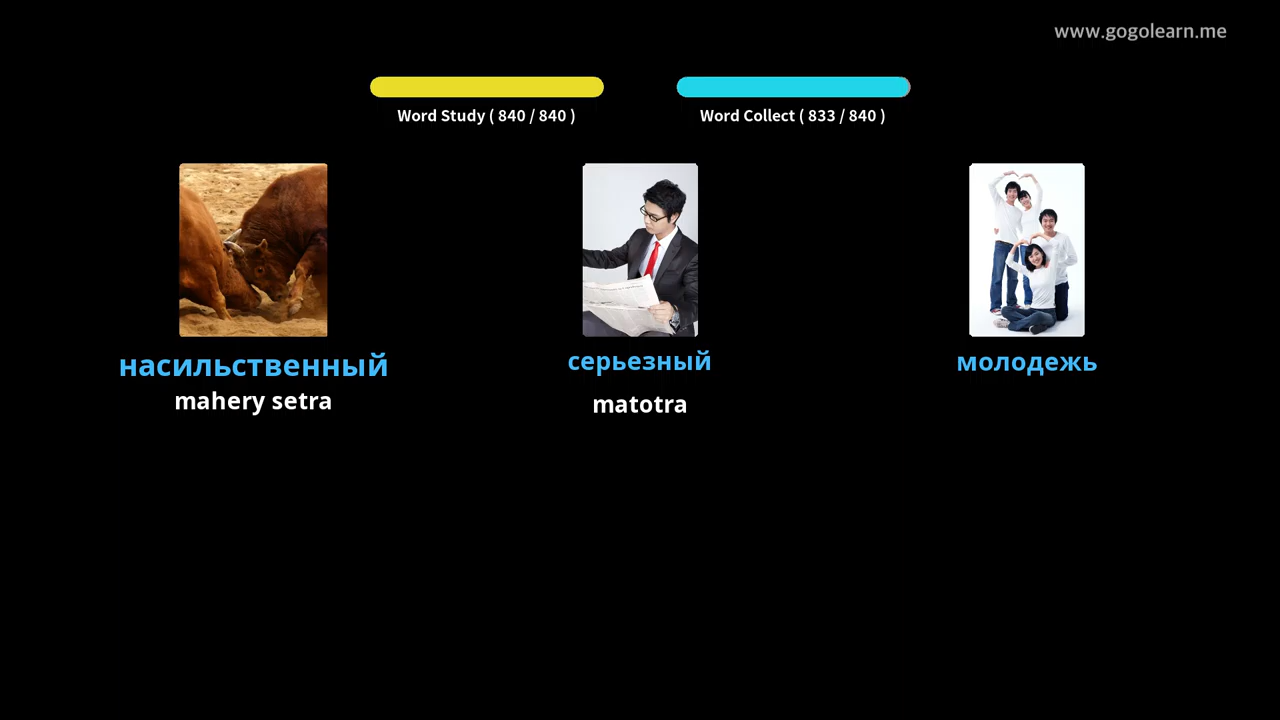 www.gogolearn.me
Word Study ( 840 / 840 )
Word Collect ( 833 / 840 )
насильственный
mahery setra
серьезный
matotra
молодежь